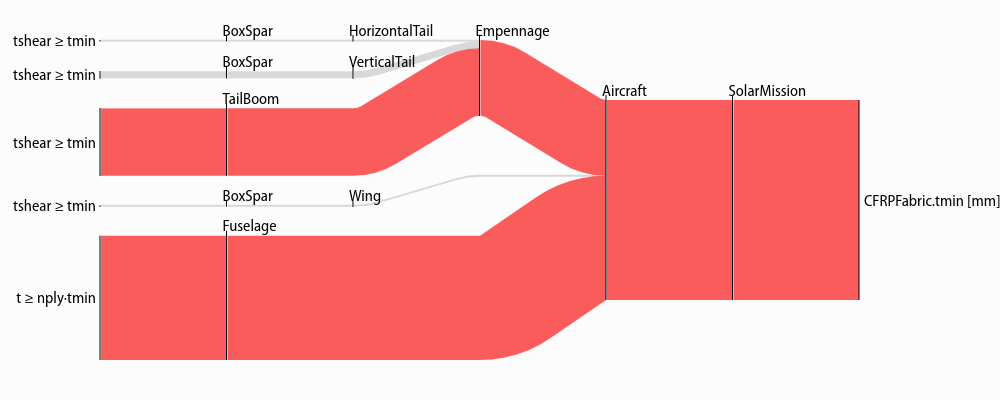 tshear ≥ tmin
BoxSpar
HorizontalTail
Empennage
tshear ≥ tmin
BoxSpar
VerticalTail
TailBoom
Aircraft
SolarMission
tshear ≥ tmin
tshear ≥ tmin
BoxSpar
Wing
CFRPFabric.tmin [mm]
Fuselage
t ≥ nply·tmin